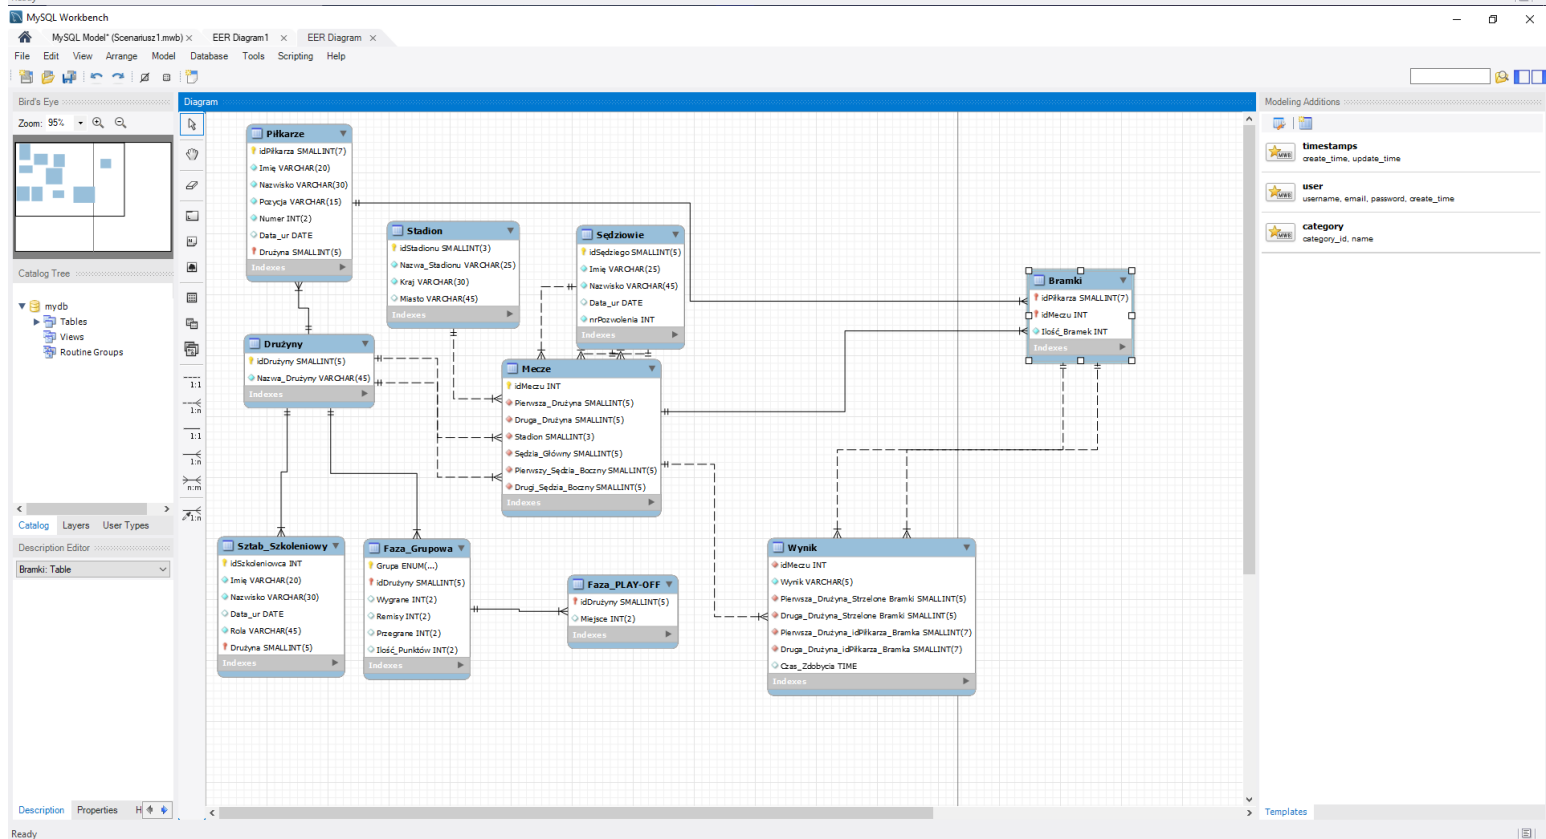 Ready
MySQL Workbench
MySQL Model* (Scenariusz1.mwb) ×
EER Diagram1 ×
EER Diagram ×
File Edit View Arrange Model Database Tools Scripting Help
Bird's Eye
Zoom: 95%
Catalog Tree
mydb
Tables
Views
Routine Groups
Catalog Layers User Types
Description Editor
Bramki: Table
Description Properties H
Ready
Diagram
1:1
1:n
1:1
1:n
n:m
1:n
Piłkarze
idPiłkarza SMALLINT(7)
Imię VARCHAR(20)
Nazwisko VARCHAR(30)
Pozycja VARCHAR(15)
Numer INT(2)
Data_ur DATE
Drużyna SMALLINT(5)
Indexes
Stadion
idStadionu SMALLINT(3)
Nazwa_Stadionu VARCHAR(25)
Kraj VARCHAR(30)
Miasto VARCHAR(45)
Indexes
Sędziowie
idSędziego SMALLINT(5)
Imię VARCHAR(25)
Nazwisko VARCHAR(45)
Data_ur DATE
nrPozwolenia INT
Indexes
Bramki
idPiłkarza SMALLINT(7)
idMeczu INT
Ilość_Bramek INT
Indexes
Drużyny
idDrużyny SMALLINT(5)
Nazwa_Drużyny VARCHAR(45)
Indexes
Mecze
idMeczu INT
Pierwsza_Drużyna SMALLINT(5)
Druga_Drużyna SMALLINT(5)
Stadion SMALLINT(3)
Sędzia_Główny SMALLINT(5)
Pierwszy_Sędzia_Boczny SMALLINT(5)
Drugi_Sędzia_Boczny SMALLINT(5)
Indexes
Sztab_Szkoleniowy
idSzkoleniowca INT
Imię VARCHAR(20)
Nazwisko VARCHAR(30)
Data_ur DATE
Rola VARCHAR(45)
Drużyna SMALLINT(5)
Indexes
Faza_Grupowa
Grupa ENUM(...)
idDrużyny SMALLINT(5)
Wygrane INT(2)
Remisy INT(2)
Przegrane INT(2)
Ilość_Punktów INT(2)
Indexes
Faza_PLAY-OFF
idDrużyny SMALLINT(5)
Miejsce INT(2)
Indexes
Wynik
idMeczu INT
Wynik VARCHAR(5)
Pierwsza_Drużyna_Strzelone Bramki SMALLINT(5)
Druga_Drużyna_Strzelone Bramki SMALLINT(5)
Pierwsza_Drużyna_idPiłkarza_Bramka SMALLINT(7)
Druga_Drużyna_idPiłkarza_Bramka SMALLINT(7)
Czas_Zdobycia TIME
Indexes
Modeling Additions
timestamps
create_time, update_time
user
username, email, password, create_time
category
category_id, name
Templates